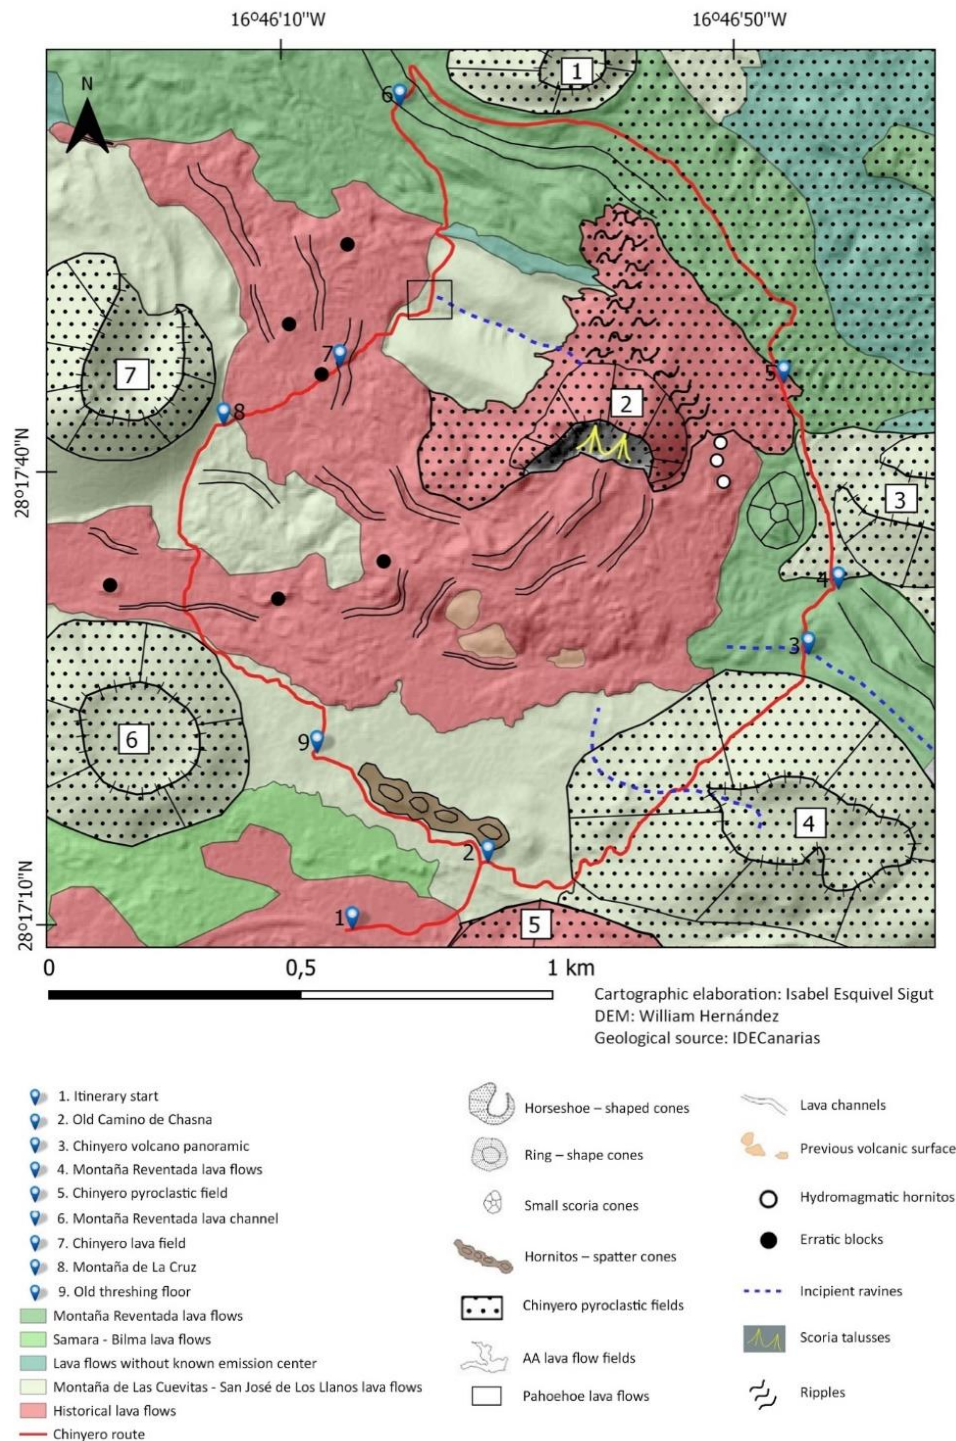 16º46'10"W
16º46'50"W
N
6
1
7
7
8
2
5
3
28º17'40"N
4
3
6
9
4
2
28º17'10"N
1
5
0
0,5
1 km
Cartographic elaboration: Isabel Esquivel Sigut
DEM: William Hernández
Geological source: IDECanarias
1. Itinerary start
2. Old Camino de Chasna
3. Chinyero volcano panoramic
4. Montaña Reventada lava flows
5. Chinyero pyroclastic field
6. Montaña Reventada lava channel
7. Chinyero lava field
8. Montaña de La Cruz
9. Old threshing floor
Montaña Reventada lava flows
Samara - Bilma lava flows
Lava flows without known emission center
Montaña de Las Cuevitas - San José de Los Llanos lava flows
Historical lava flows
Chinyero route
Horseshoe – shaped cones
Ring – shape cones
Small scoria cones
Hornitos – spatter cones
Chinyero pyroclastic fields
AA lava flow fields
Pahoehoe lava flows
Lava channels
Previous volcanic surface
Hydromagmatic hornitos
Erratic blocks
Incipient ravines
Scoria talusses
Ripples